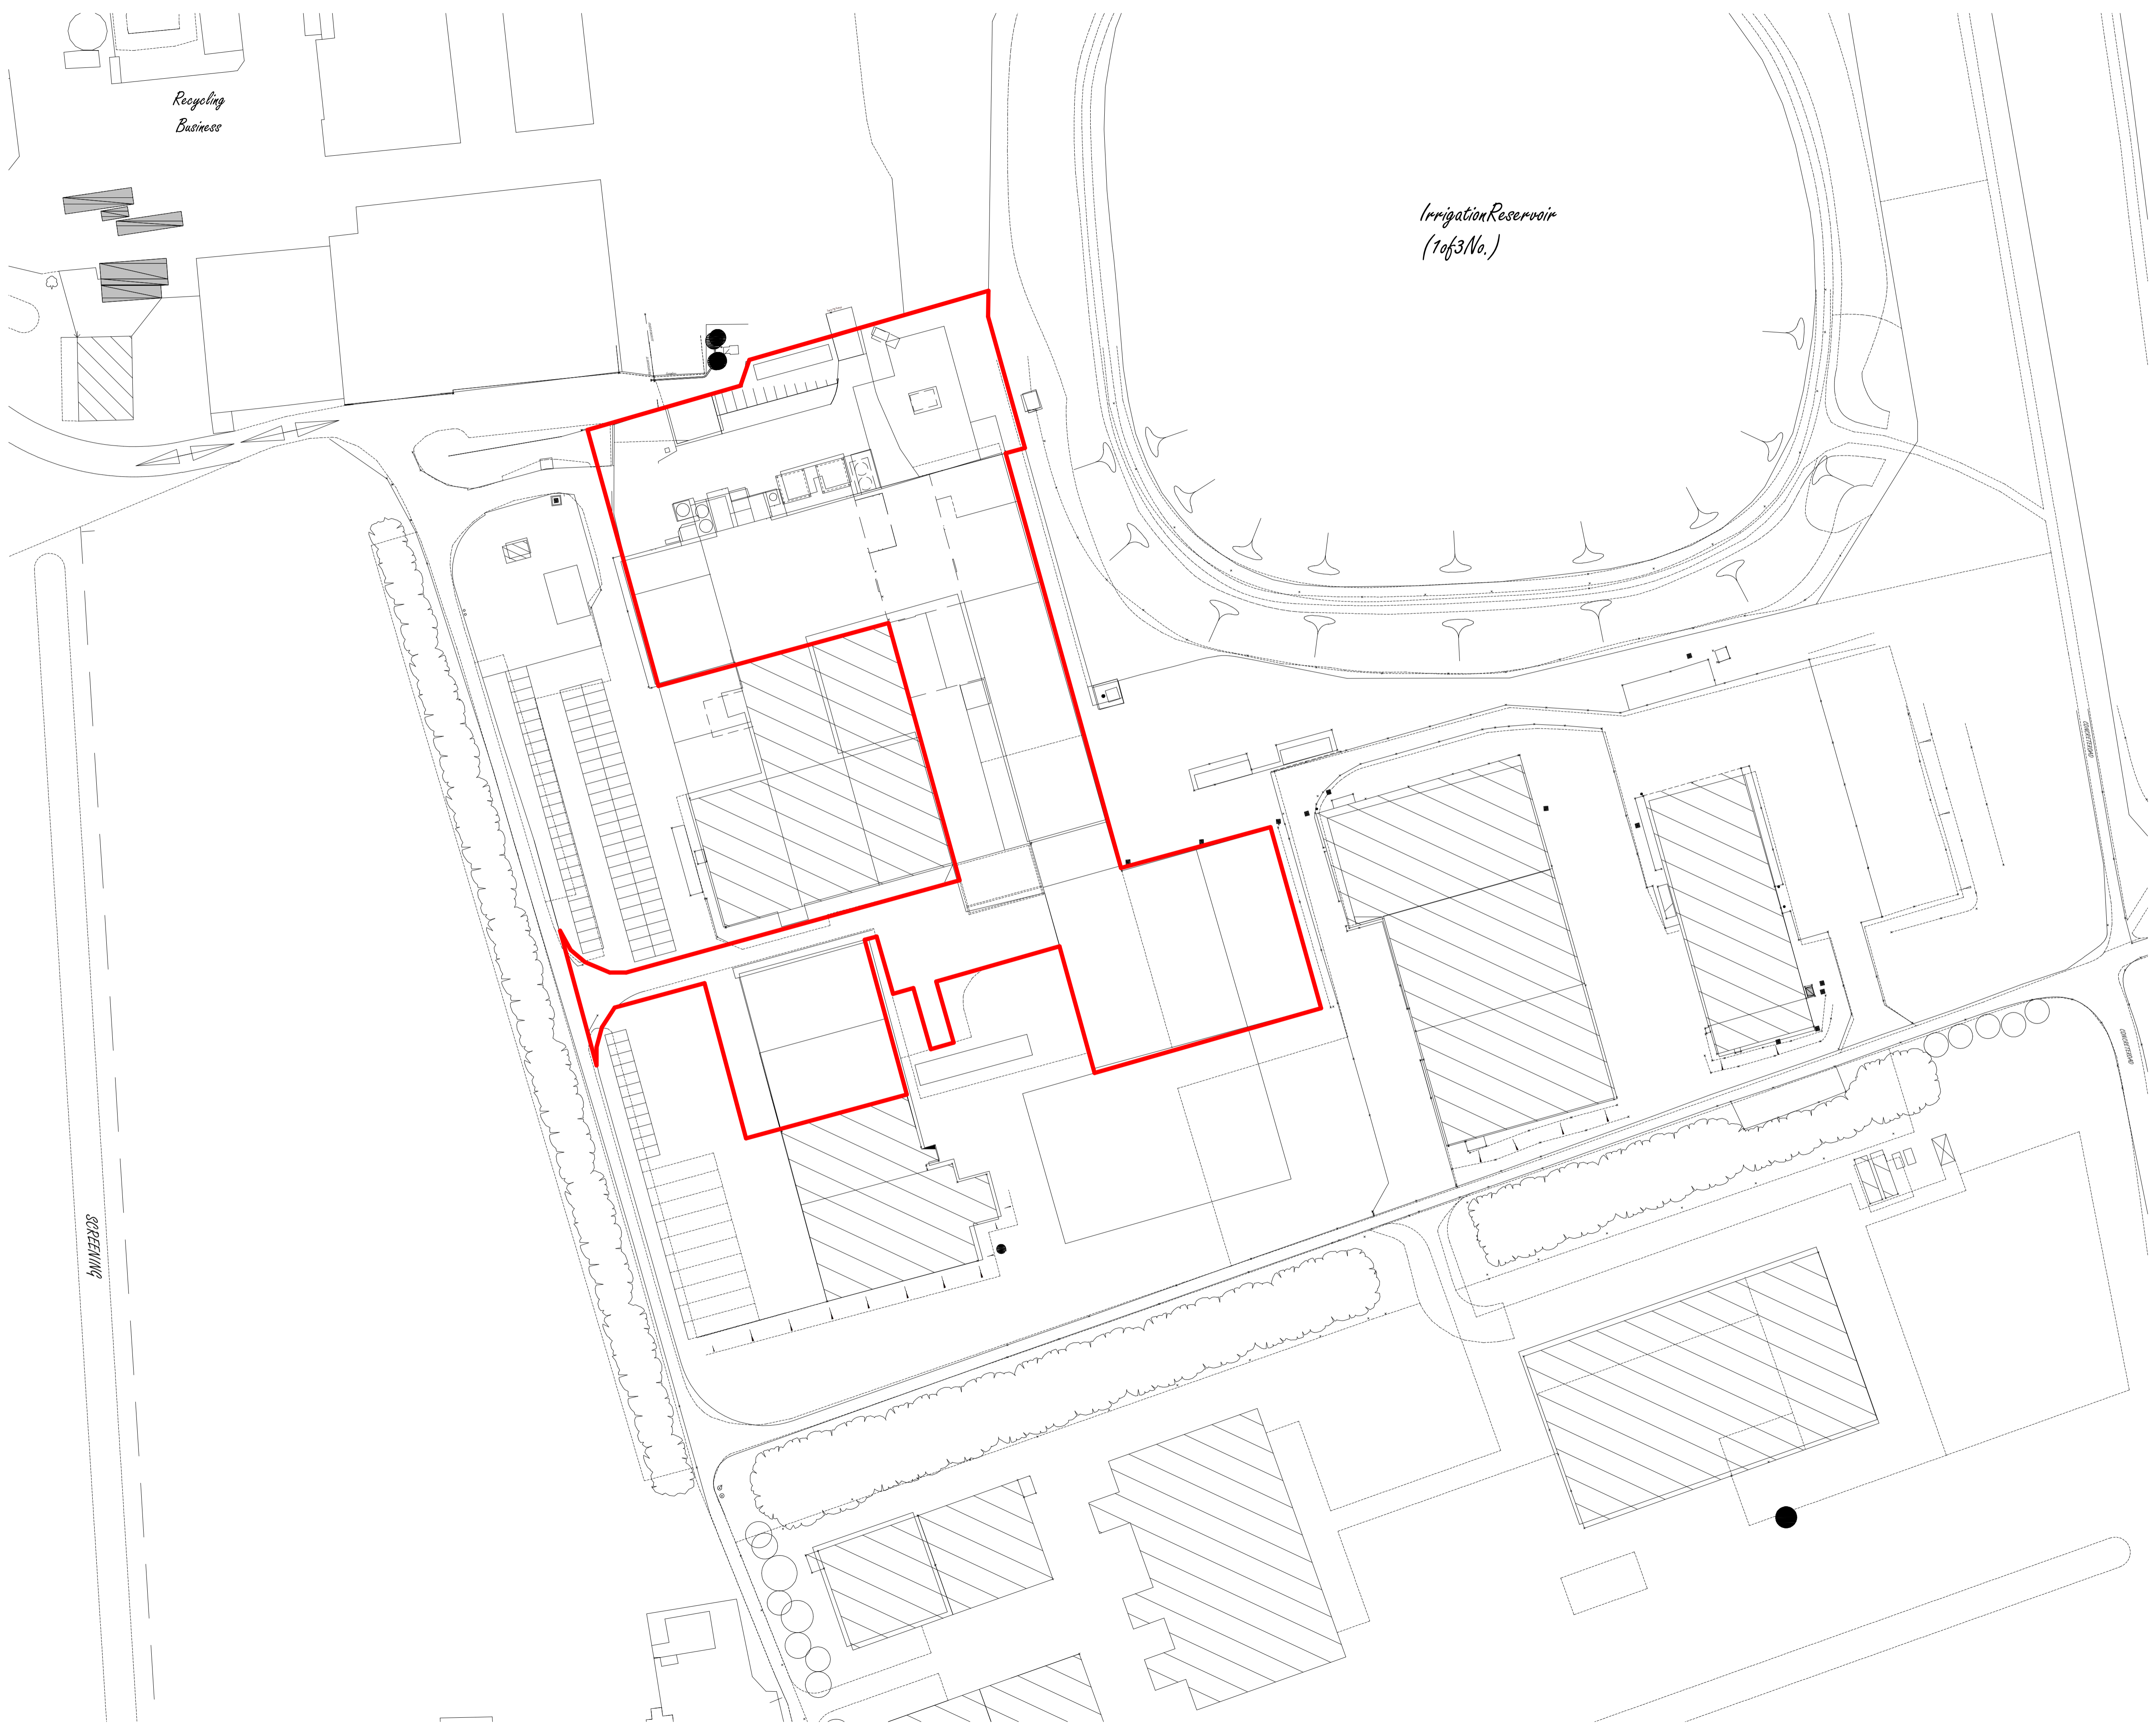 Recycling
Business
IrrigationReservoir
(1of3No.)
SCREENING